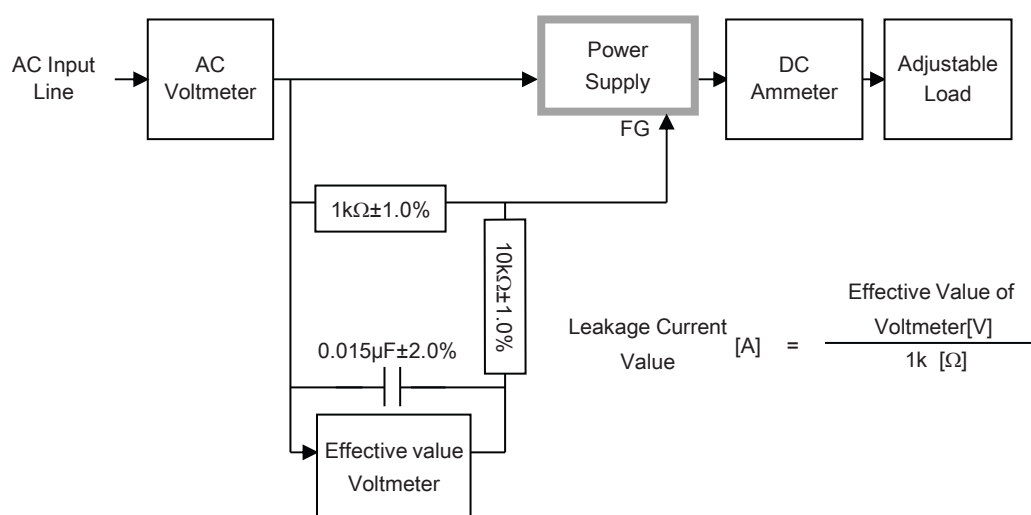 AC Input
Line
AC
Voltmeter
Power
Supply
DC
Ammeter
Adjustable
Load
FG
1kΩ±1.0%
10kΩ±1.0%
0.015µF±2.0%
Effective value
Voltmeter
Leakage Current
Value
[A] =
Effective Value of
Voltmeter[V]
1k [Ω]